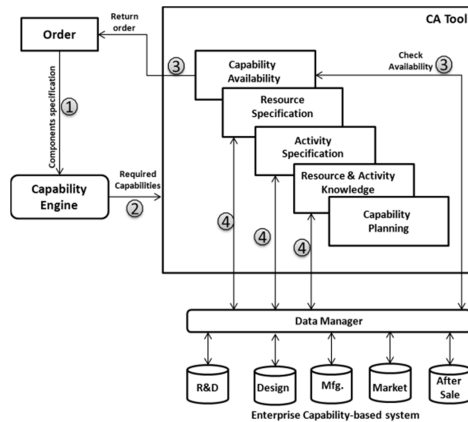 CA Tool
Order
Return
order
Components specification
1
Capability
Engine
Required
Capabilities
2
3
Capability
Availability
Check
Availability
3
Resource
Specification
Activity
Specification
Resource & Activity
Knowledge
Capability
Planning
4
4
4
Data Manager
R&D
Design
Mfg.
Market
After
Sale
Enterprise Capability-based system